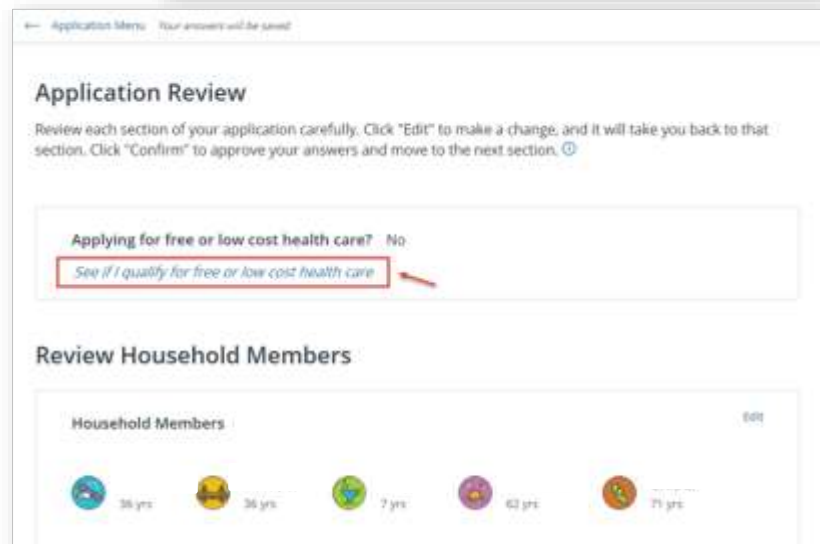 ← Application Menu Your answers will be saved
Application Review
Review each section of your application carefully. Click "Edit" to make a change, and it will take you back to that
section. Click "Confirm" to approve your answers and move to the next section.
Applying for free or low cost health care? No
See if I qualify for free or low cost health care
Review Household Members
Household Members Edit
36 yrs 36 yrs 7 yrs 62 yrs 71 yrs